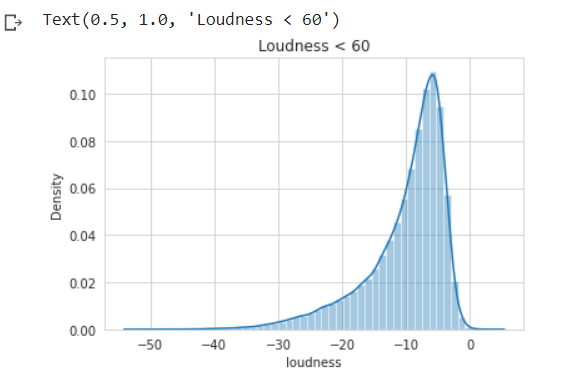 Text(0.5, 1.0, 'Loudness < 60')
Loudness < 60
0.10
0.08
0.06
0.04
0.02
0.00
Density
−50 −40 −30 −20 −10 0
loudness